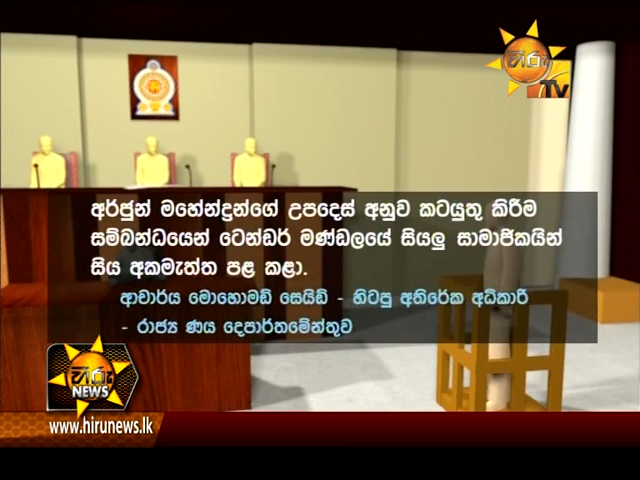 හිරු
TV
අර්ජුන් මහේන්ද්‍රන්ගේ උපදෙස් අනුව කටයුතු කිරීම
සම්බන්ධයෙන් ටෙන්ඩර් මණ්ඩලයේ සියලු සාමාජිකයින්
සිය අකමැත්ත පළ කළා.
ආචාර්ය මොහොමඩ් සෙයිඩ් - හිටපු අතිරේක අධිකාරී
- රාජ්‍ය ණය දෙපාර්තමේන්තුව
හිරු
NEWS
www.hirunews.lk